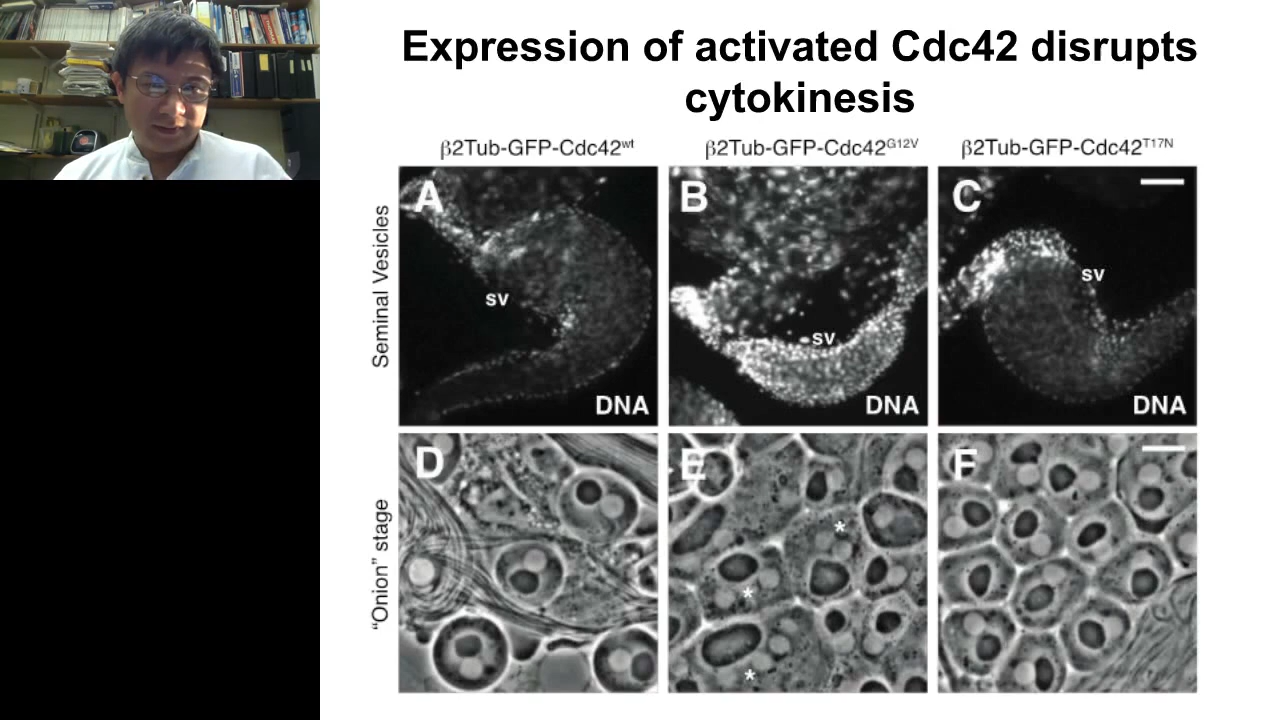 Expression of activated Cdc42 disrupts
cytokinesis
β2Tub-GFP-Cdc42wt
β2Tub-GFP-Cdc42G12V
β2Tub-GFP-Cdc42T17N
Seminal Vesicles
A
sv
DNA
B
sv
DNA
C
sv
DNA
"Onion" stage
D
E
*
*
*
F